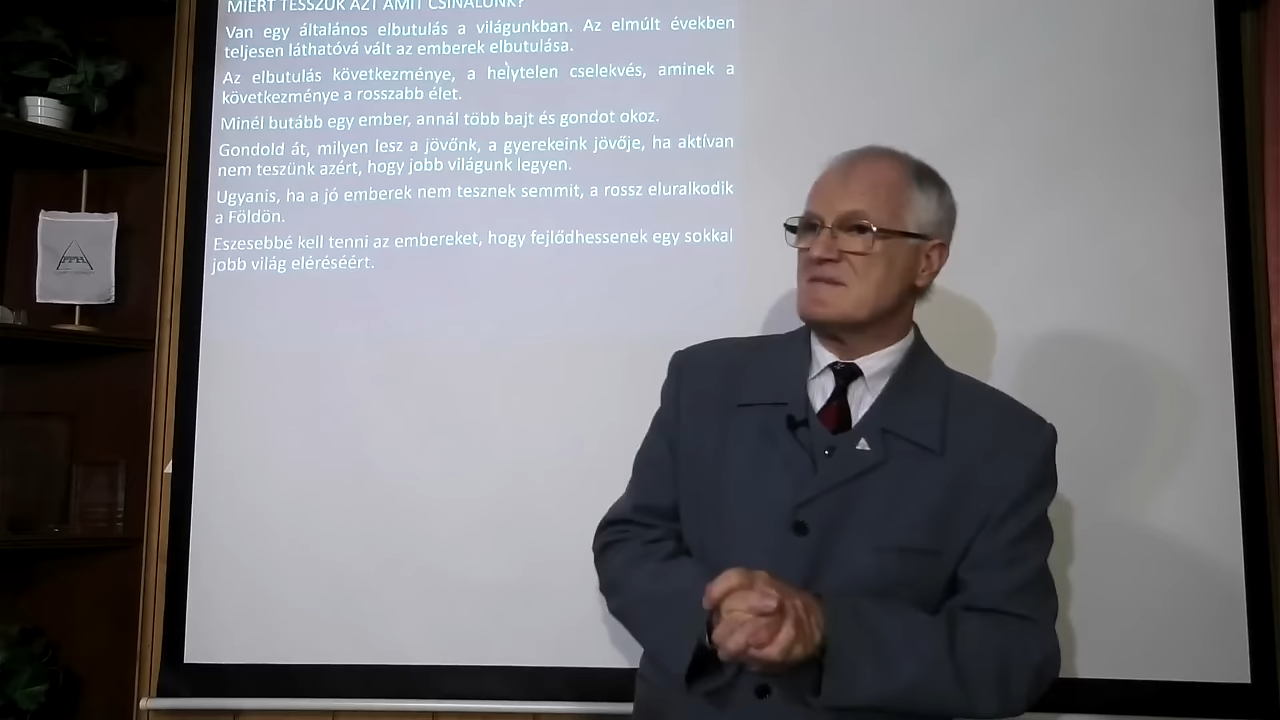 MIÉRT TESSZÜK AZT AMIT CSINÁLUNK?
Van egy általános elbutulás a világunkban. Az elmúlt években
teljesen láthatóvá vált az emberek elbutulása.
Az elbutulás következménye, a helytelen cselekvés, aminek a
következménye a rosszabb élet.
Minél butább egy ember, annál több bajt és gondot okoz.
Gondold át, milyen lesz a jövőnk, a gyerekeink jövője, ha aktívan
nem teszünk azért, hogy jobb világunk legyen.
Ugyanis, ha a jó emberek nem tesznek semmit, a rossz eluralkodik
a Földön.
Eszesebbé kell tenni az embereket, hogy fejlődhessenek egy sokkal
jobb világ eléréséért.